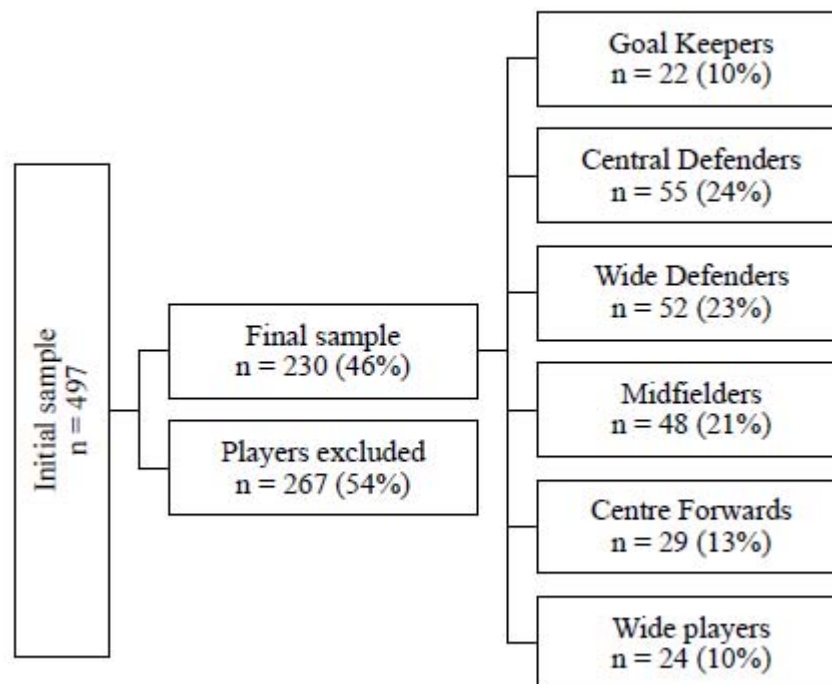 Initial sample
n = 497
Final sample
n = 230 (46%)
Players excluded
n = 267 (54%)
Goal Keepers
n = 22 (10%)
Central Defenders
n = 55 (24%)
Wide Defenders
n = 52 (23%)
Midfielders
n = 48 (21%)
Centre Forwards
n = 29 (13%)
Wide players
n = 24 (10%)